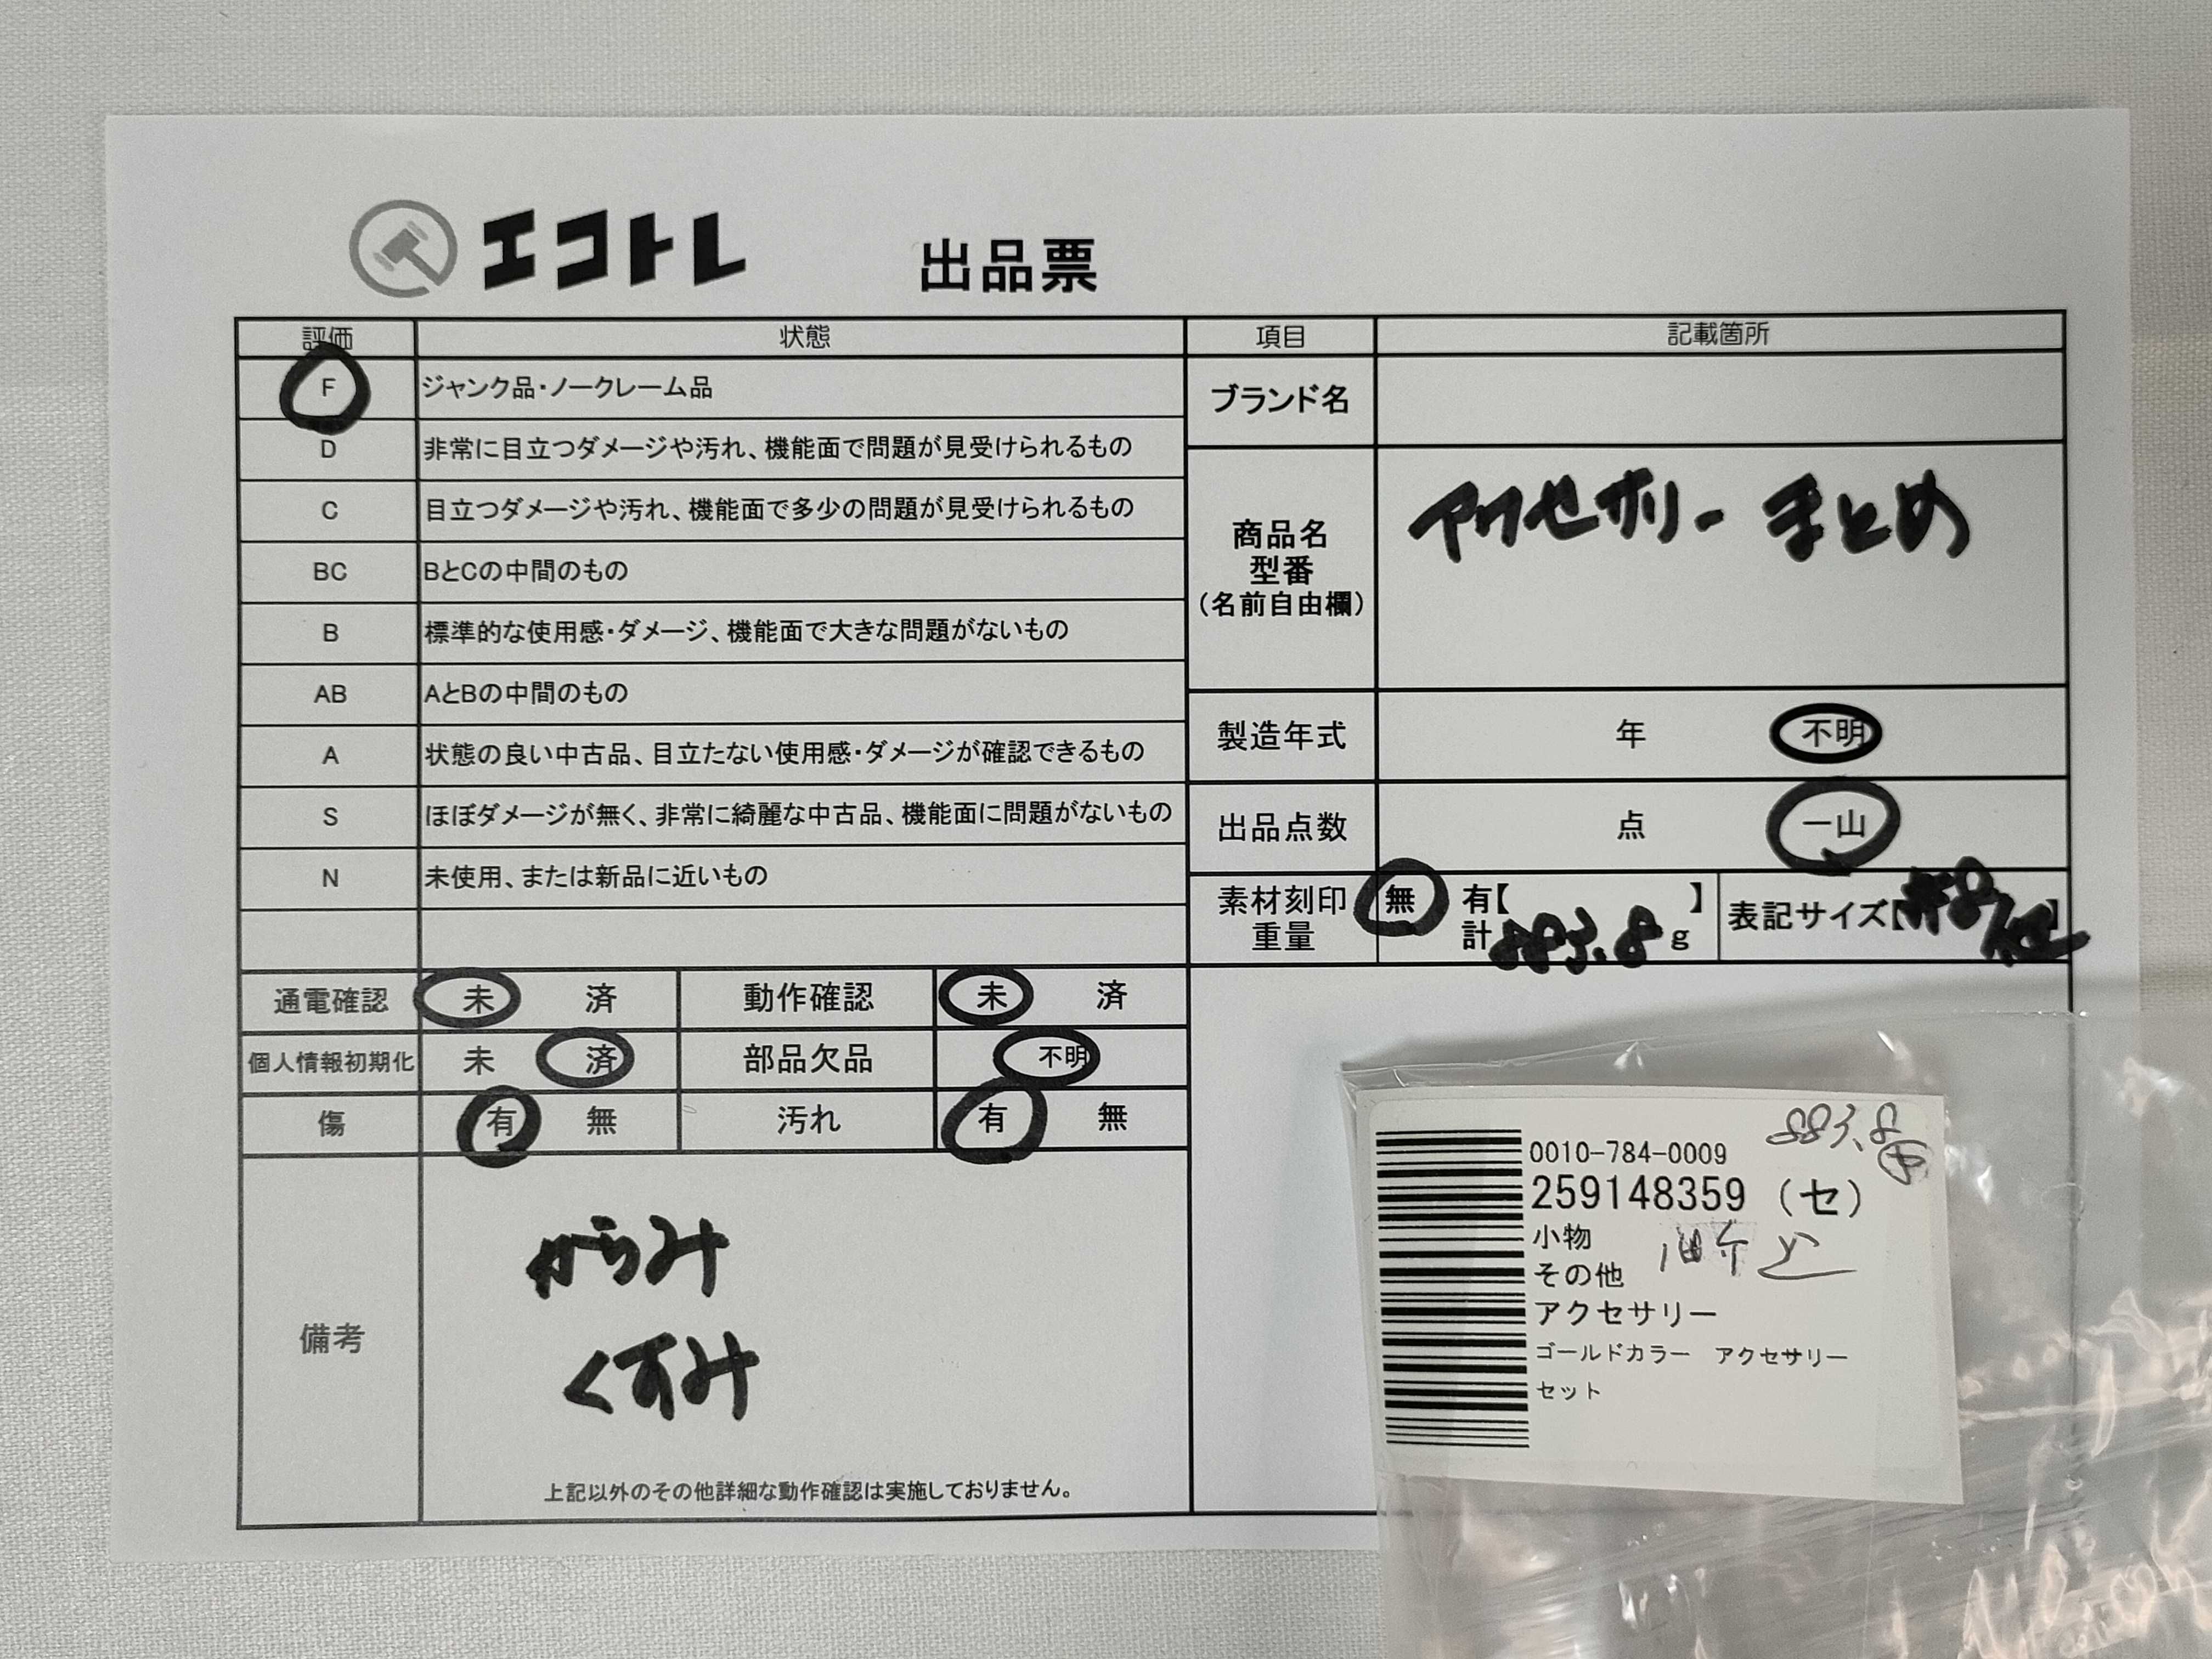 エコトレ
出品票
評価 状態
F ジャンク品・ノークレーム品
D 非常に目立つダメージや汚れ、機能面で問題が見受けられるもの
C 目立つダメージや汚れ、機能面で多少の問題が見受けられるもの
BC BとCの中間のもの
B 標準的な使用感・ダメージ、機能面で大きな問題がないもの
AB AとBの中間のもの
A 状態の良い中古品、目立たない使用感・ダメージが確認できるもの
S ほぼダメージが無く、非常に綺麗な中古品、機能面に問題がないもの
N 未使用、または新品に近いもの
項目 記載箇所
ブランド名
商品名
型番
(名前自由欄)
アクセサリー まとめ
製造年式 年 不明
出品点数 点 一山
素材刻印
重量
無 有【 】
計 883.8 g
表記サイズ【 】
通電確認 未 済 動作確認 未 済
個人情報初期化 未 済 部品欠品 不明
傷 有 無 汚れ 有 無
備考
からみ
くすみ
上記以外のその他詳細な動作確認は実施しておりません。
883.8
0010-784-0009
259148359 (セ)
小物
その他
アクセサリー
ゴールドカラー アクセサリー
セット